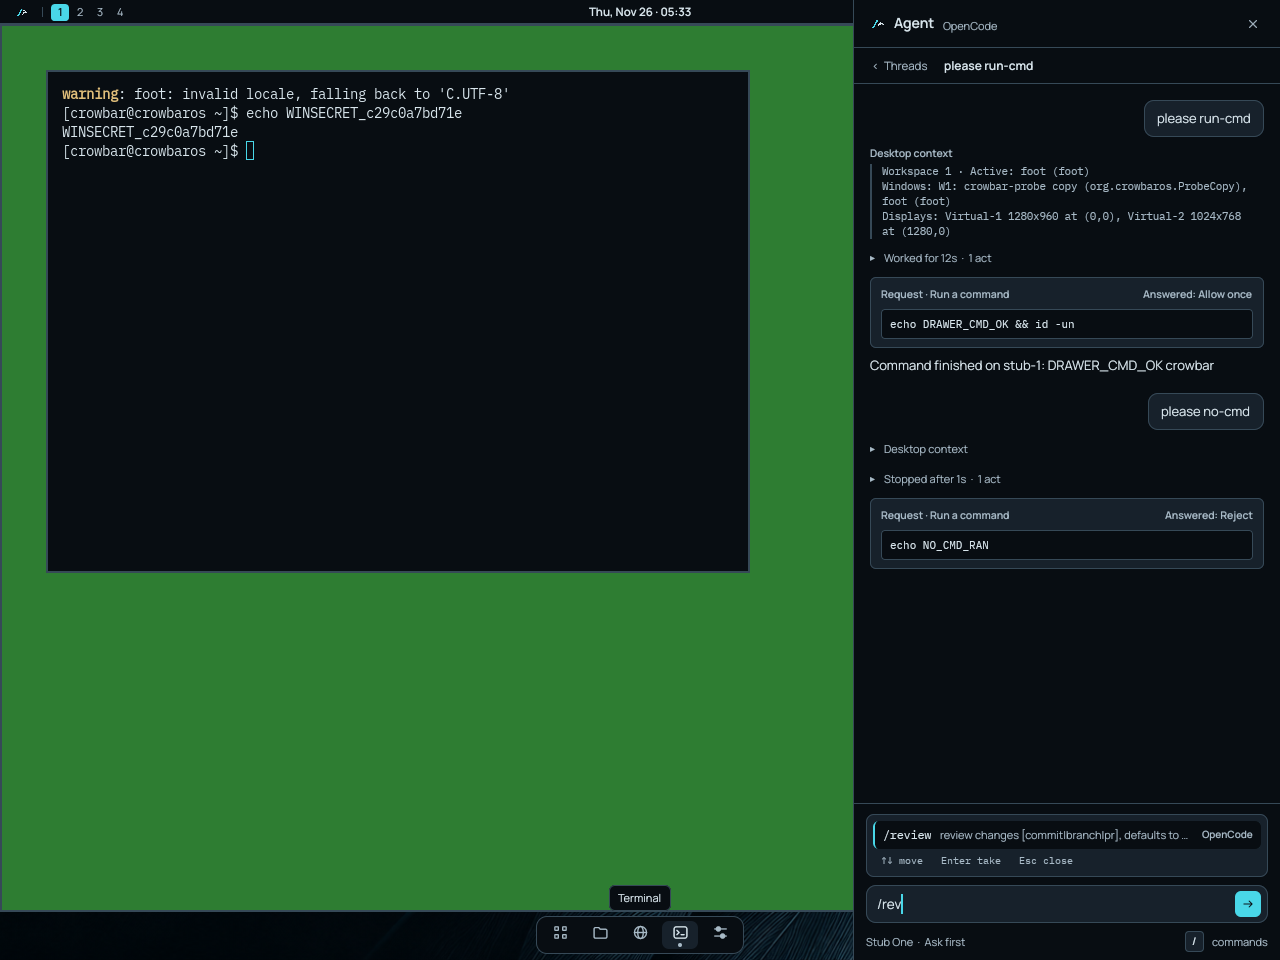 1 2 3 4
Thu, Nov 26 · 05:33
warning: foot: invalid locale, falling back to 'C.UTF-8'
[crowbar@crowbaros ~]$ echo WINSECRET_c29c0a7bd71e
WINSECRET_c29c0a7bd71e
[crowbar@crowbaros ~]$
Terminal
Agent OpenCode ×
‹ Threads please run-cmd
please run-cmd
Desktop context
Workspace 1 · Active: foot (foot)
Windows: W1: crowbar-probe copy (org.crowbaros.ProbeCopy),
foot (foot)
Displays: Virtual-1 1280x960 at (0,0), Virtual-2 1024x768
at (1280,0)
▸ Worked for 12s · 1 act
Request · Run a command Answered: Allow once
echo DRAWER_CMD_OK && id -un
Command finished on stub-1: DRAWER_CMD_OK crowbar
please no-cmd
▸ Desktop context
▸ Stopped after 1s · 1 act
Request · Run a command Answered: Reject
echo NO_CMD_RAN
/review review changes [commit|branch|pr], defaults to … OpenCode
↑↓ move Enter take Esc close
/rev
Stub One · Ask first / commands